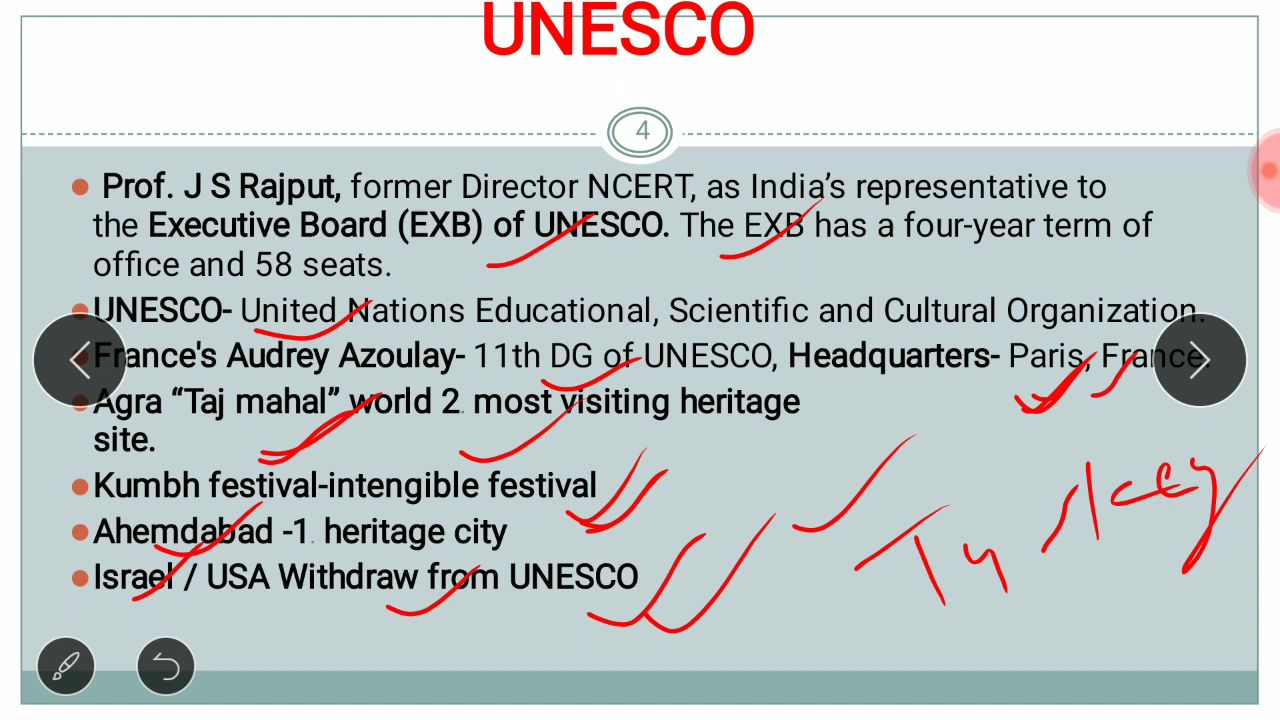 UNESCO
4
Prof. J S Rajput, former Director NCERT, as India's representative to
the Executive Board (EXB) of UNESCO. The EXB has a four-year term of
office and 58 seats.
UNESCO- United Nations Educational, Scientific and Cultural Organization.
France's Audrey Azoulay- 11th DG of UNESCO, Headquarters- Paris, France.
Agra “Taj mahal” world 2. most visiting heritage
site.
Kumbh festival-intengible festival
Ahemdabad -1. heritage city
Israel / USA Withdraw from UNESCO